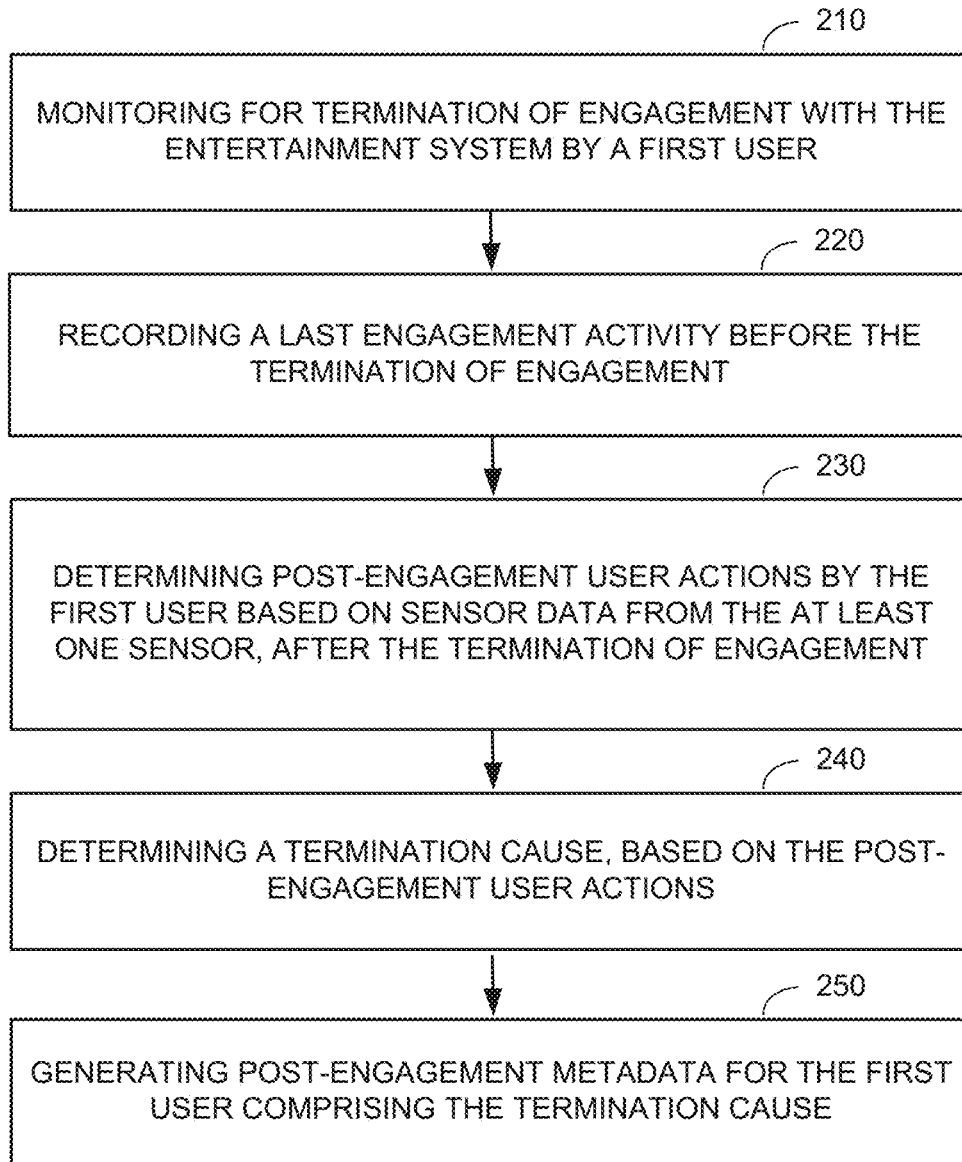 210
MONITORING FOR TERMINATION OF ENGAGEMENT WITH THE
ENTERTAINMENT SYSTEM BY A FIRST USER
220
RECORDING A LAST ENGAGEMENT ACTIVITY BEFORE THE
TERMINATION OF ENGAGEMENT
230
DETERMINING POST-ENGAGEMENT USER ACTIONS BY THE
FIRST USER BASED ON SENSOR DATA FROM THE AT LEAST
ONE SENSOR, AFTER THE TERMINATION OF ENGAGEMENT
240
DETERMINING A TERMINATION CAUSE, BASED ON THE POST-
ENGAGEMENT USER ACTIONS
250
GENERATING POST-ENGAGEMENT METADATA FOR THE FIRST
USER COMPRISING THE TERMINATION CAUSE